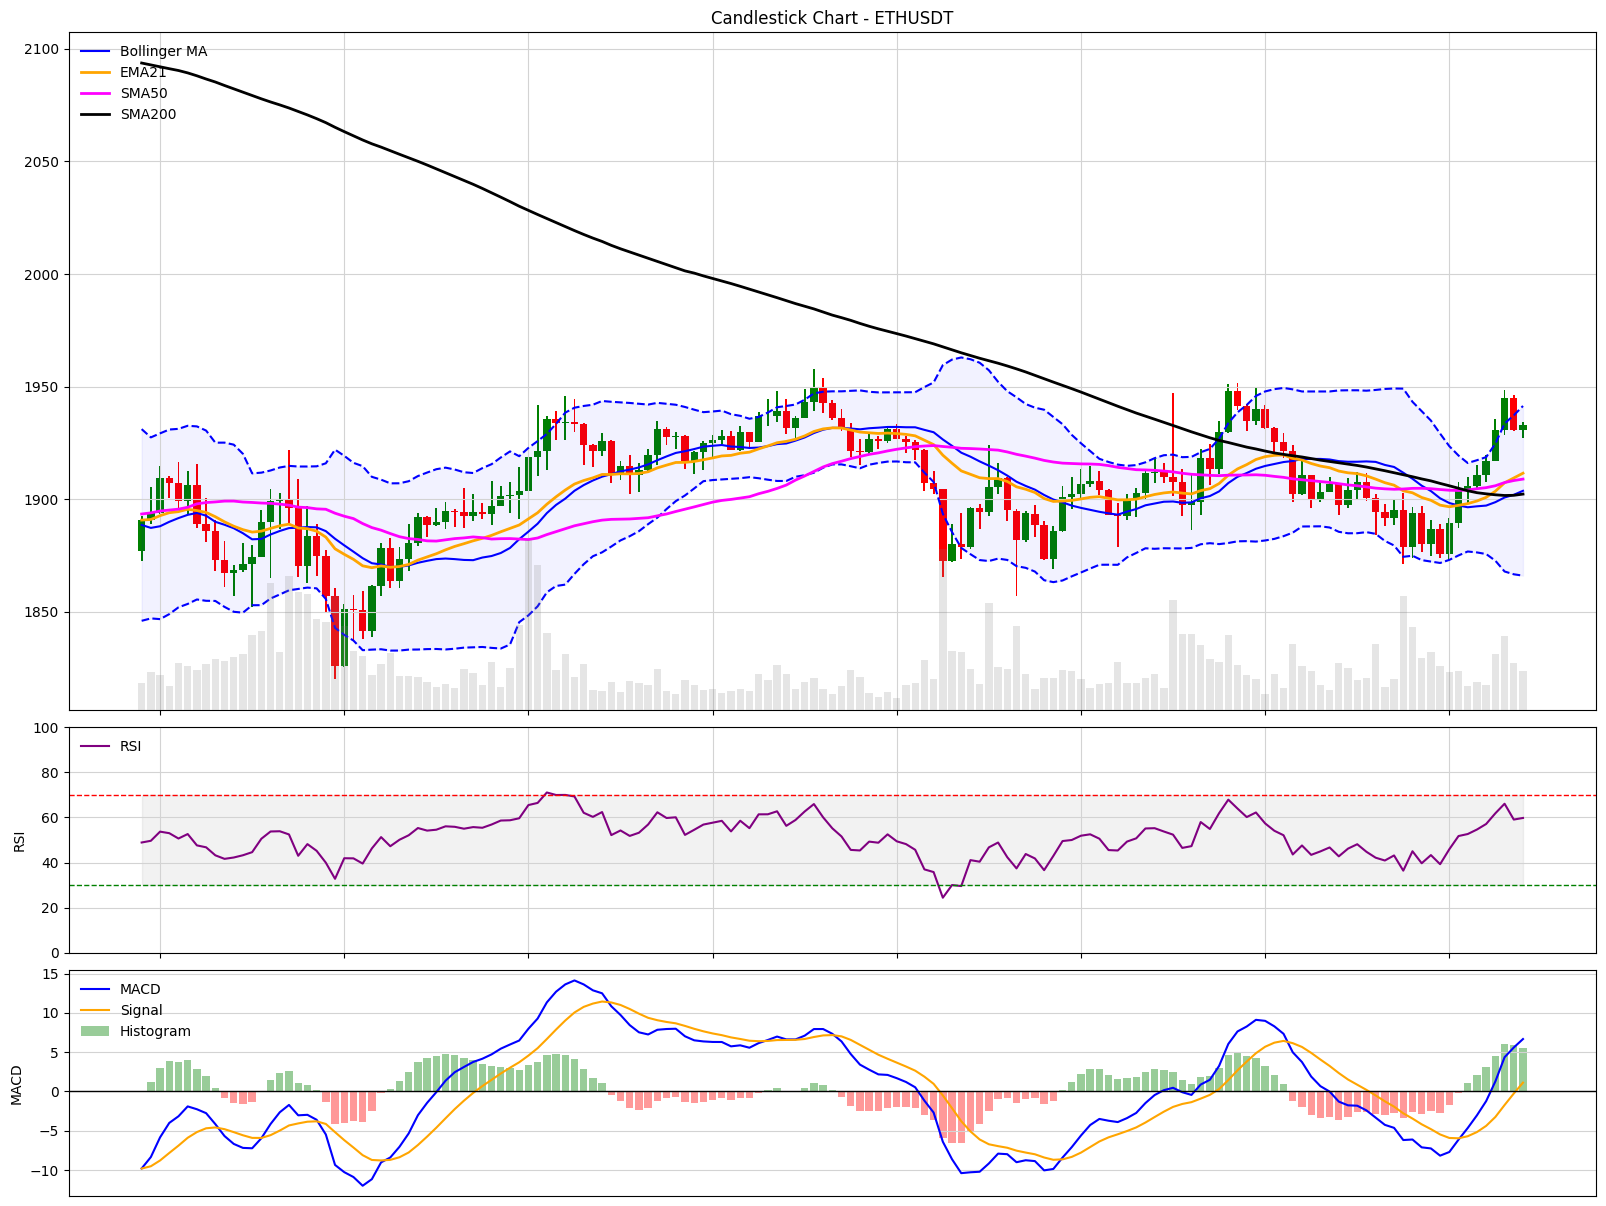 Candlestick Chart - ETHUSDT
2100
2050
2000
1950
1900
1850
Bollinger MA
EMA21
SMA50
SMA200
100
80
60
40
20
0
RSI
RSI
15
10
5
0
−5
−10
MACD
MACD
Signal
Histogram